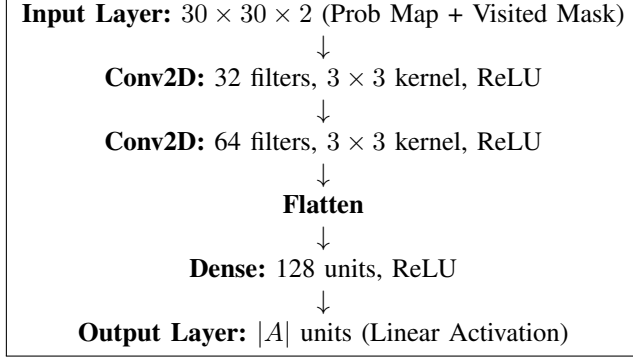 Input Layer: 30 × 30 × 2 (Prob Map + Visited Mask)
↓
Conv2D: 32 filters, 3 × 3 kernel, ReLU
↓
Conv2D: 64 filters, 3 × 3 kernel, ReLU
↓
Flatten
↓
Dense: 128 units, ReLU
↓
Output Layer: |A| units (Linear Activation)